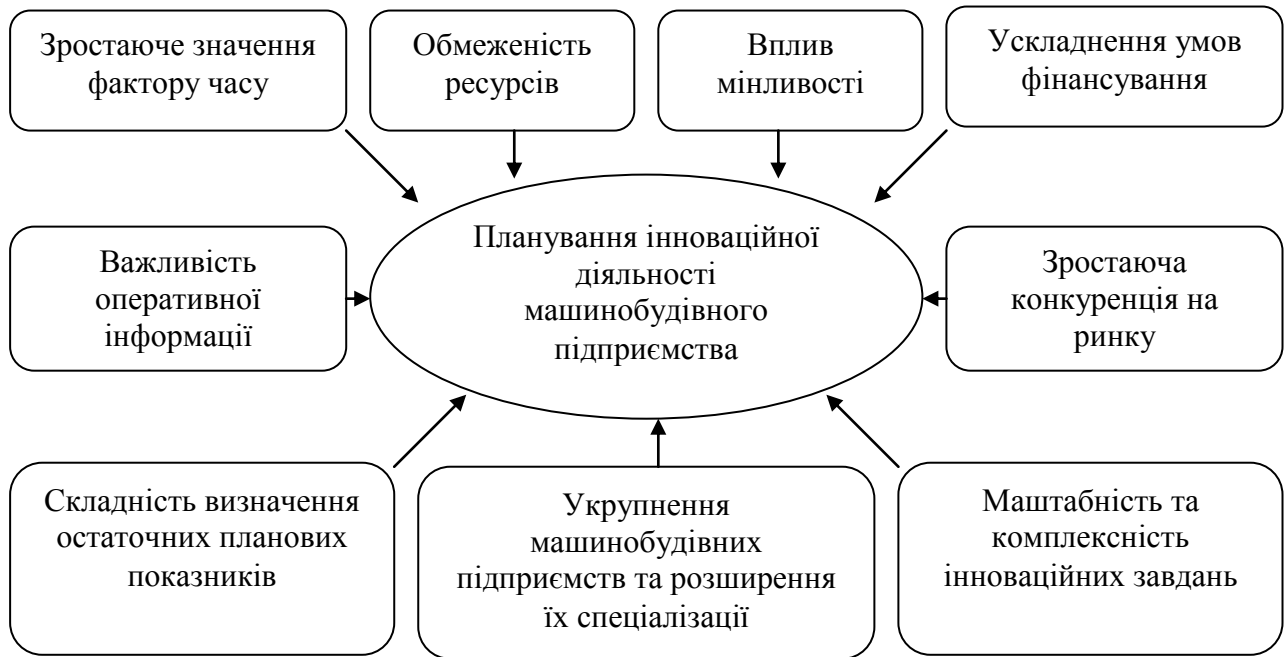 Зростаюче значення
фактору часу
Обмеженість
ресурсів
Вплив
мінливості
Ускладнення умов
фінансування
Важливість
оперативної
інформації
Планування інноваційної
діяльності
машинобудівного
підприємства
Зростаюча
конкуренція на
ринку
Складність визначення
остаточних планових
показників
Укрупнення
машинобудівних
підприємств та розширення
їх спеціалізації
Маштабність та
комплексність
інноваційних завдань